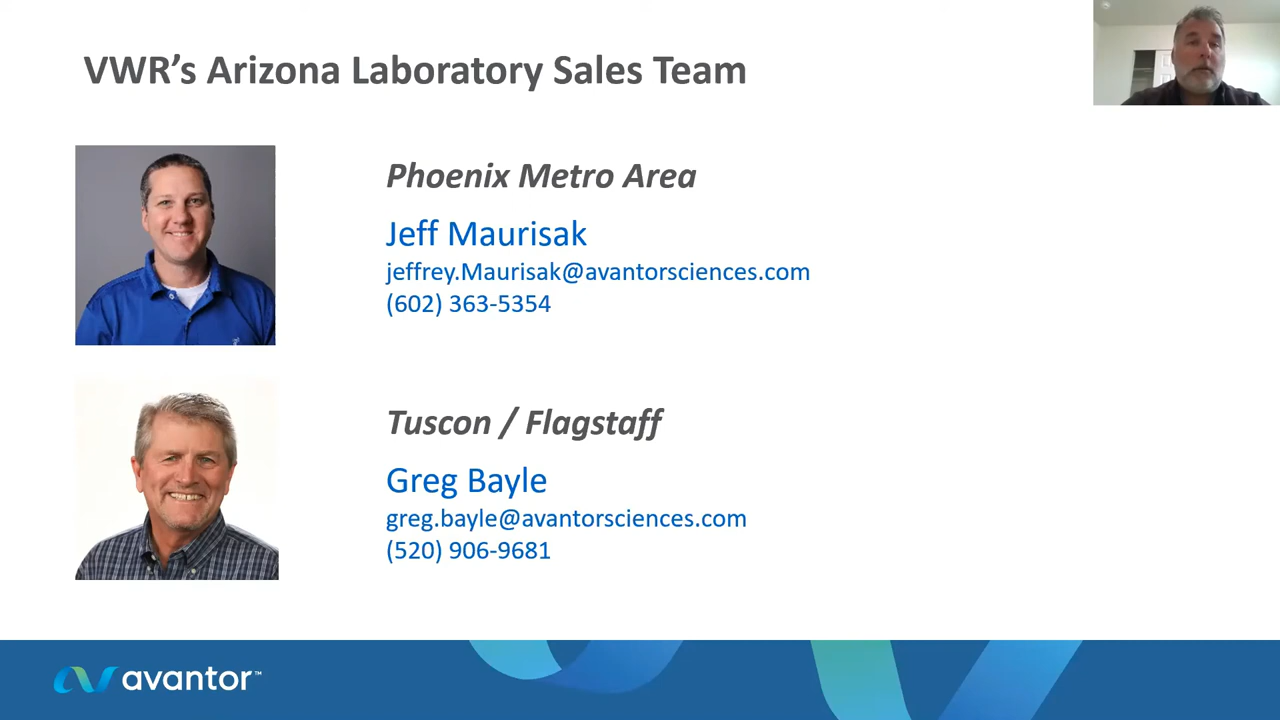 VWR’s Arizona Laboratory Sales Team
Phoenix Metro Area
Jeff Maurisak
jeffrey.Maurisak@avantorsciences.com
(602) 363-5354
Tuscon / Flagstaff
Greg Bayle
greg.bayle@avantorsciences.com
(520) 906-9681
avantor™